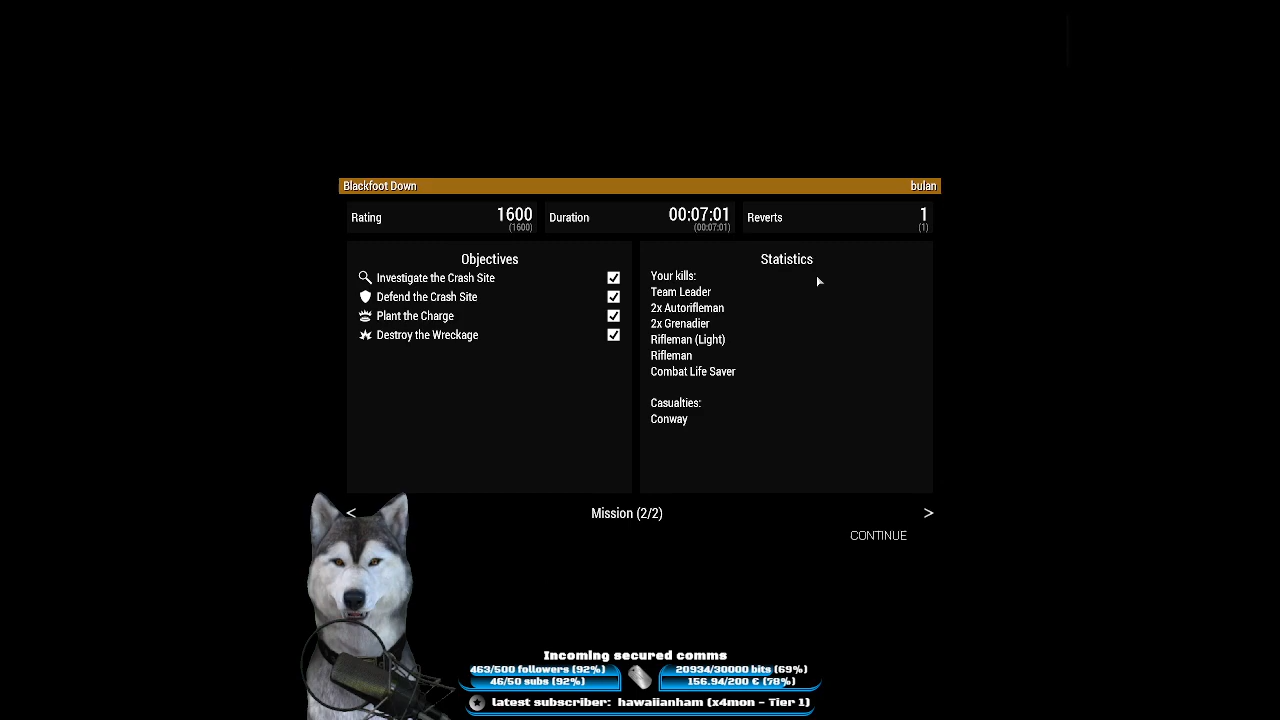 Blackfoot Down bulan
Rating 1600 (1600) Duration 00:07:01 (00:07:01) Reverts 1 (1)
Objectives
Investigate the Crash Site
Defend the Crash Site
Plant the Charge
Destroy the Wreckage
Statistics
Your kills:
Team Leader
2x Autorifleman
2x Grenadier
Rifleman (Light)
Rifleman
Combat Life Saver
Casualties:
Conway
< Mission (2/2) >
CONTINUE
Incoming secured comms
463/500 followers (92%) 20934/30000 bits (69%)
46/50 subs (92%) 156.94/200 € (78%)
latest subscriber: hawaiianham (x4mon - Tier 1)